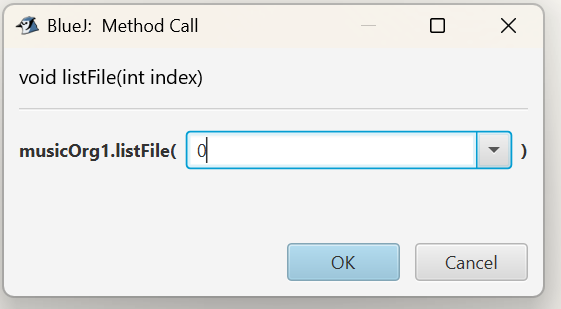 BlueJ:  Method Call
void listFile(int index)
musicOrg1.listFile( 0 )
OK Cancel